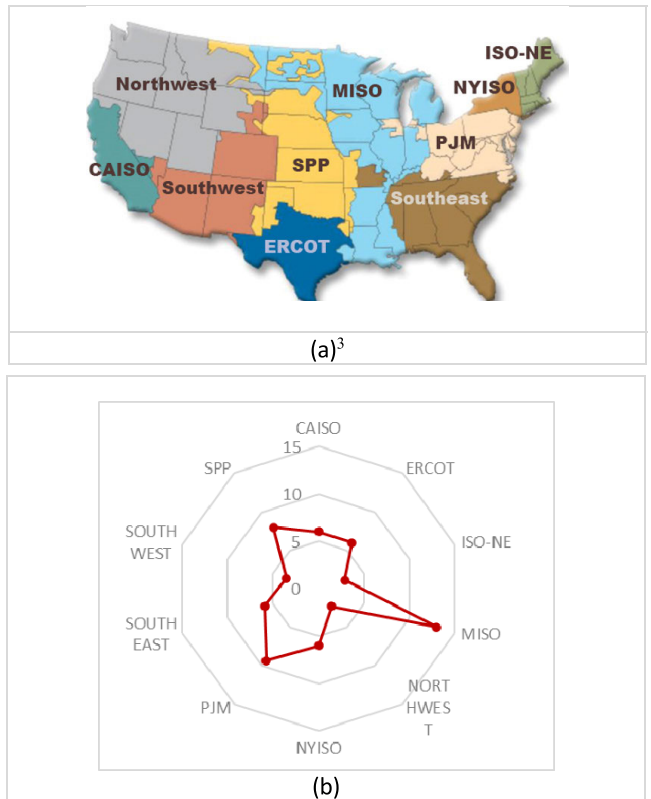 ISO-NE
Northwest
MISO
NYISO
PJM
CAISO
SPP
Southwest
Southeast
ERCOT
(a)³
CAISO
15
SPP
ERCOT
10
SOUTH
WEST
5
ISO-NE
0
SOUTH
EAST
MISO
NORT
HWES
T
PJM
NYISO
(b)